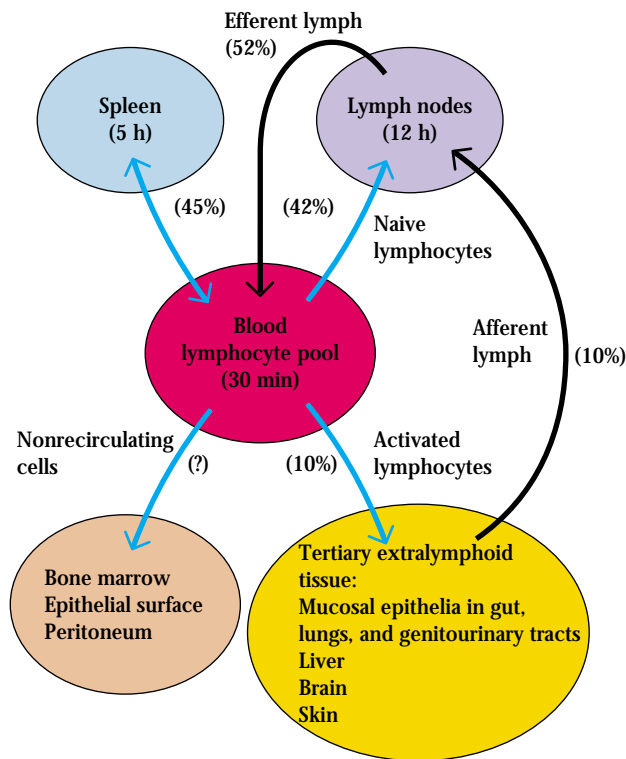 Efferent lymph
(52%)
Spleen
(5 h)
Lymph nodes
(12 h)
(45%)
(42%)
Naive
lymphocytes
Blood
lymphocyte pool
(30 min)
Afferent
lymph
(10%)
Nonrecirculating
cells
(?)
(10%)
Activated
lymphocytes
Bone marrow
Epithelial surface
Peritoneum
Tertiary extralymphoid
tissue:
Mucosal epithelia in gut,
lungs, and genitourinary tracts
Liver
Brain
Skin